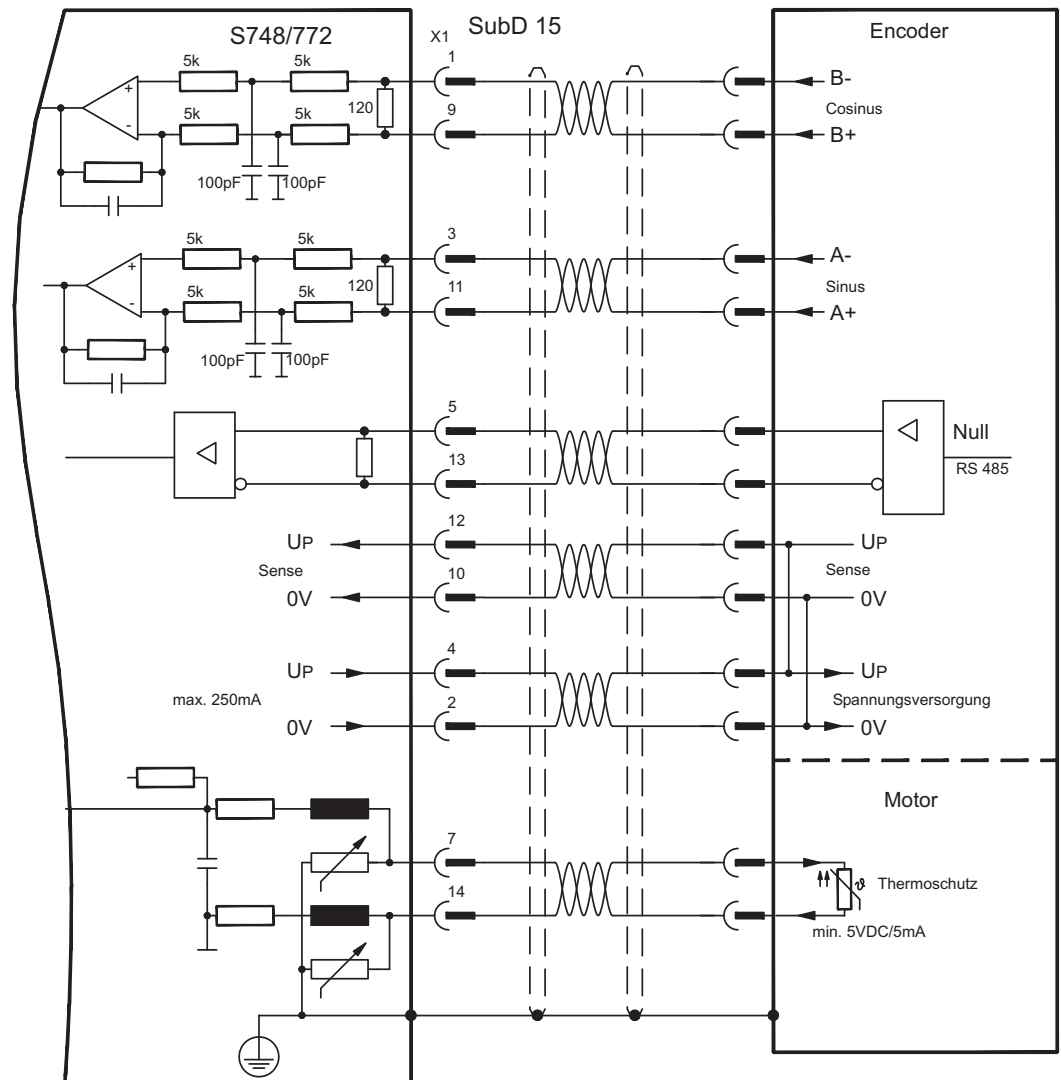 S748/772
X1
SubD 15
Encoder
5k
5k
1
B-
+
120
Cosinus
5k
5k
9
-
B+
100pF
100pF
5k
5k
3
A-
+
120
Sinus
5k
5k
11
-
A+
100pF
100pF
5
Null
13
RS 485
12
UP
UP
Sense
Sense
10
0V
0V
4
UP
UP
max. 250mA
Spannungsversorgung
2
0V
0V
Motor
7
ϑ
Thermoschutz
14
min. 5VDC/5mA